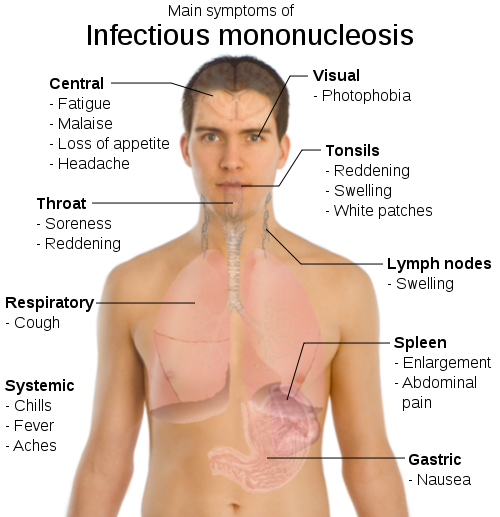 Main symptoms of
Infectious mononucleosis
Central
- Fatigue
- Malaise
- Loss of appetite
- Headache
Visual
- Photophobia
Tonsils
- Reddening
- Swelling
- White patches
Throat
- Soreness
- Reddening
Lymph nodes
- Swelling
Respiratory
- Cough
Spleen
- Enlargement
- Abdominal
pain
Systemic
- Chills
- Fever
- Aches
Gastric
- Nausea